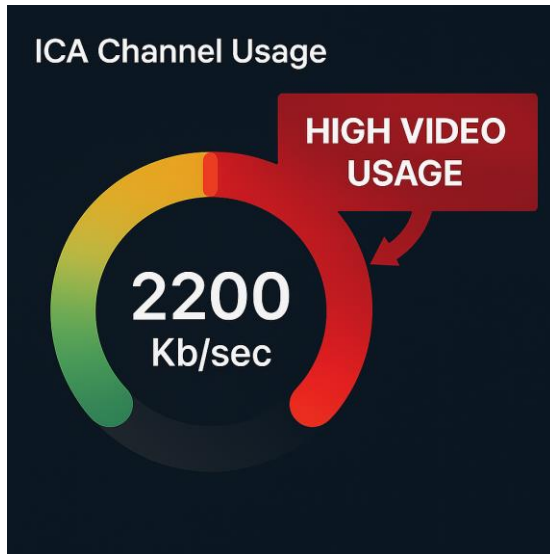 ICA Channel Usage
HIGH VIDEO
USAGE
2200
Kb/sec